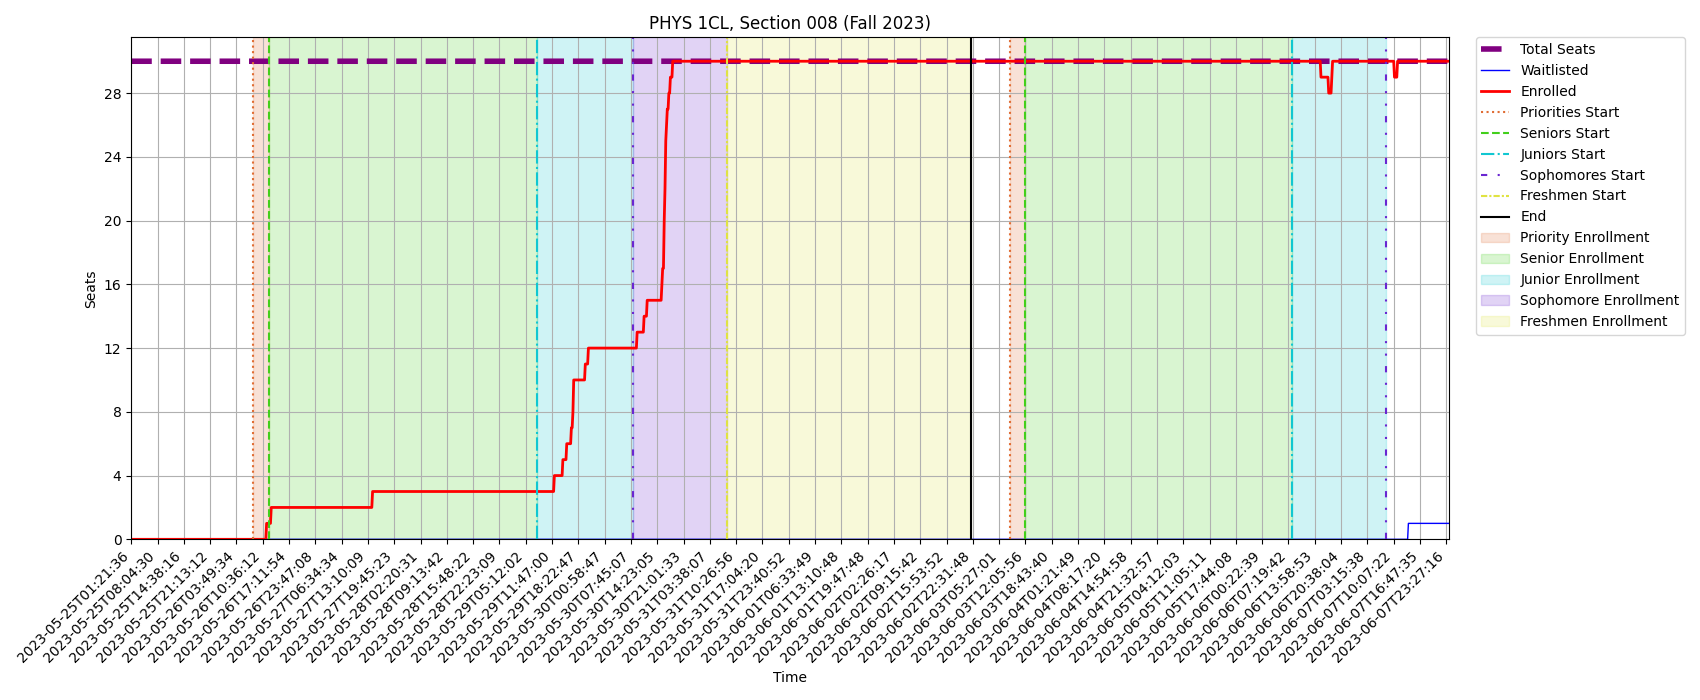 PHYS 1CL, Section 008 (Fall 2023)
Total Seats
Waitlisted
Enrolled
Priorities Start
Seniors Start
Juniors Start
Sophomores Start
Freshmen Start
End
Priority Enrollment
Senior Enrollment
Junior Enrollment
Sophomore Enrollment
Freshmen Enrollment
Seats
28
24
20
16
12
8
4
0
2023-05-25T01:21:36
2023-05-25T08:04:30
2023-05-25T14:38:16
2023-05-25T21:13:12
2023-05-26T03:49:34
2023-05-26T10:36:12
2023-05-26T17:11:54
2023-05-26T23:47:08
2023-05-27T06:34:34
2023-05-27T13:10:09
2023-05-27T19:45:23
2023-05-28T02:20:31
2023-05-28T09:13:42
2023-05-28T15:48:22
2023-05-28T22:23:09
2023-05-29T05:12:02
2023-05-29T11:47:00
2023-05-29T18:22:47
2023-05-30T00:58:47
2023-05-30T07:45:07
2023-05-30T14:23:05
2023-05-30T21:01:33
2023-05-31T03:38:07
2023-05-31T10:26:56
2023-05-31T17:04:20
2023-05-31T23:40:52
2023-06-01T06:33:49
2023-06-01T13:10:48
2023-06-01T19:47:48
2023-06-02T02:26:17
2023-06-02T09:15:42
2023-06-02T15:53:52
2023-06-02T22:31:48
2023-06-03T05:27:01
2023-06-03T12:05:56
2023-06-03T18:43:40
2023-06-04T01:21:49
2023-06-04T08:17:20
2023-06-04T14:54:58
2023-06-04T21:32:57
2023-06-05T04:12:03
2023-06-05T11:05:11
2023-06-05T17:44:08
2023-06-06T00:22:39
2023-06-06T07:19:42
2023-06-06T13:58:53
2023-06-06T20:38:04
2023-06-07T03:15:38
2023-06-07T10:07:22
2023-06-07T16:47:35
2023-06-07T23:27:16
Time